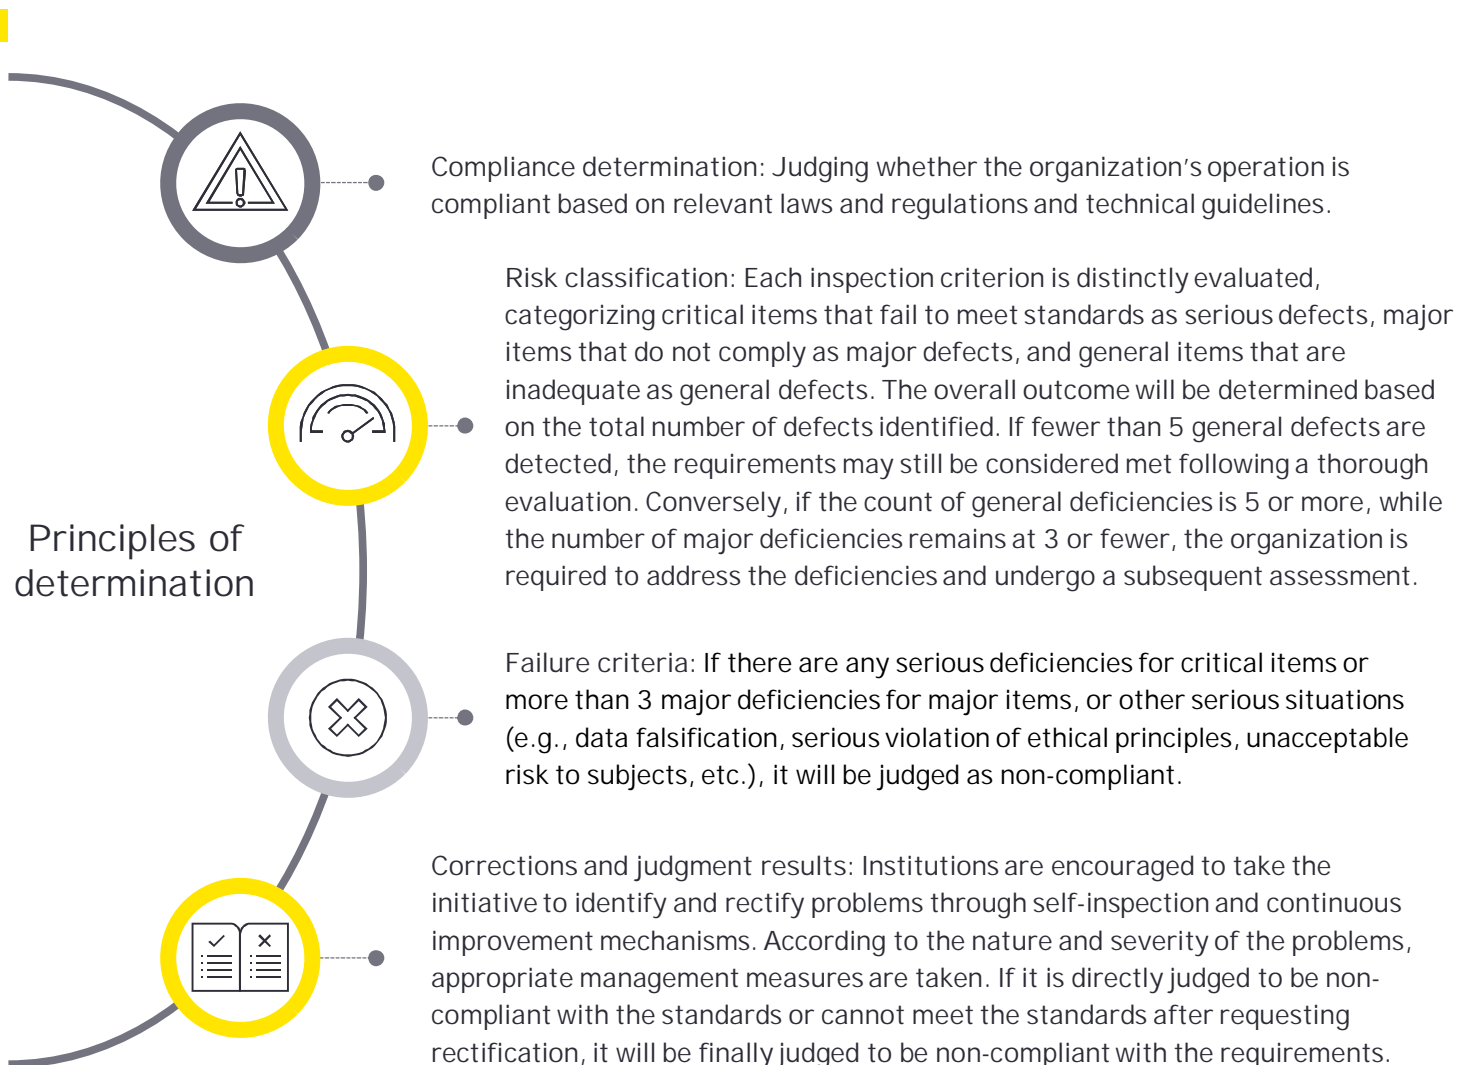 Compliance determination: Judging whether the organization's operation is
compliant based on relevant laws and regulations and technical guidelines.
Risk classification: Each inspection criterion is distinctly evaluated,
categorizing critical items that fail to meet standards as serious defects, major
items that do not comply as major defects, and general items that are
inadequate as general defects. The overall outcome will be determined based
on the total number of defects identified. If fewer than 5 general defects are
detected, the requirements may still be considered met following a thorough
evaluation. Conversely, if the count of general deficiencies is 5 or more, while
the number of major deficiencies remains at 3 or fewer, the organization is
required to address the deficiencies and undergo a subsequent assessment.
Principles of
determination
Failure criteria: If there are any serious deficiencies for critical items or
more than 3 major deficiencies for major items, or other serious situations
(e.g., data falsification, serious violation of ethical principles, unacceptable
risk to subjects, etc.), it will be judged as non-compliant.
Corrections and judgment results: Institutions are encouraged to take the
initiative to identify and rectify problems through self-inspection and continuous
improvement mechanisms. According to the nature and severity of the problems,
appropriate management measures are taken. If it is directly judged to be non-
compliant with the standards or cannot meet the standards after requesting
rectification, it will be finally judged to be non-compliant with the requirements.